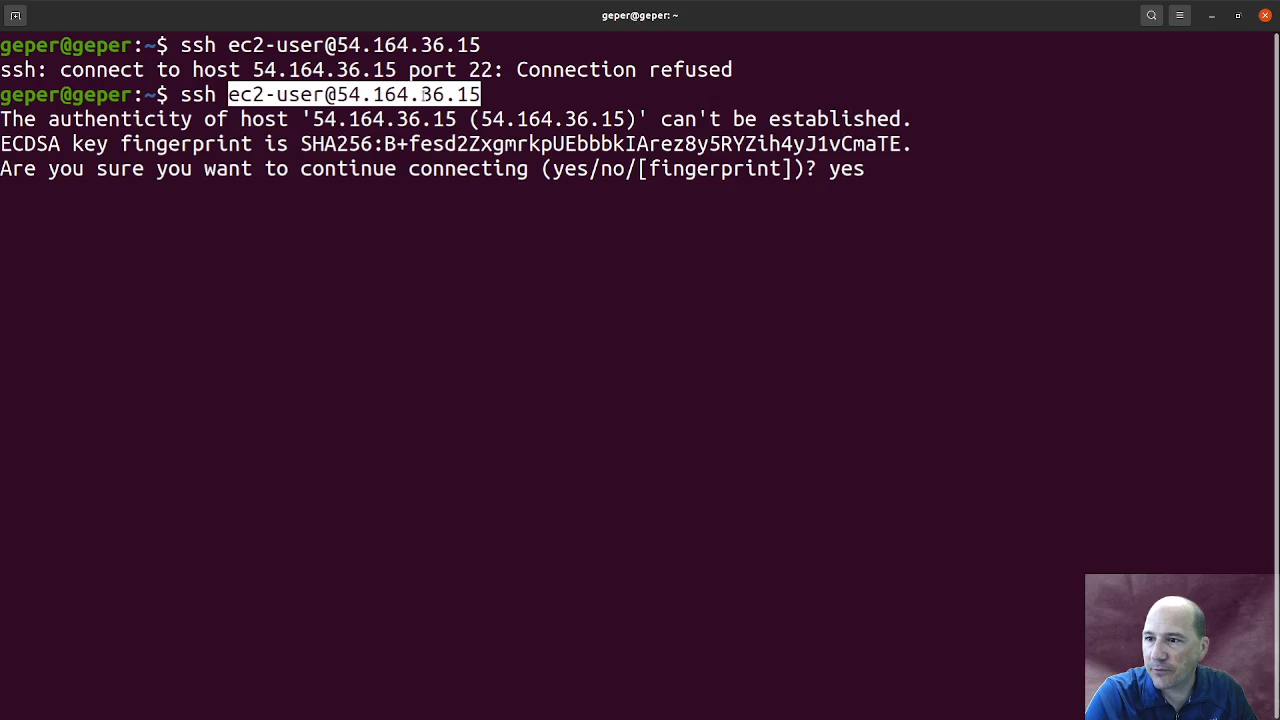 geper@geper: ~
geper@geper:~$ ssh ec2-user@54.164.36.15
ssh: connect to host 54.164.36.15 port 22: Connection refused
geper@geper:~$ ssh ec2-user@54.164.36.15
The authenticity of host '54.164.36.15 (54.164.36.15)' can't be established.
ECDSA key fingerprint is SHA256:B+fesd2ZxgmrkpUEbbbkIArez8y5RYZih4yJ1vCmaTE.
Are you sure you want to continue connecting (yes/no/[fingerprint])? yes